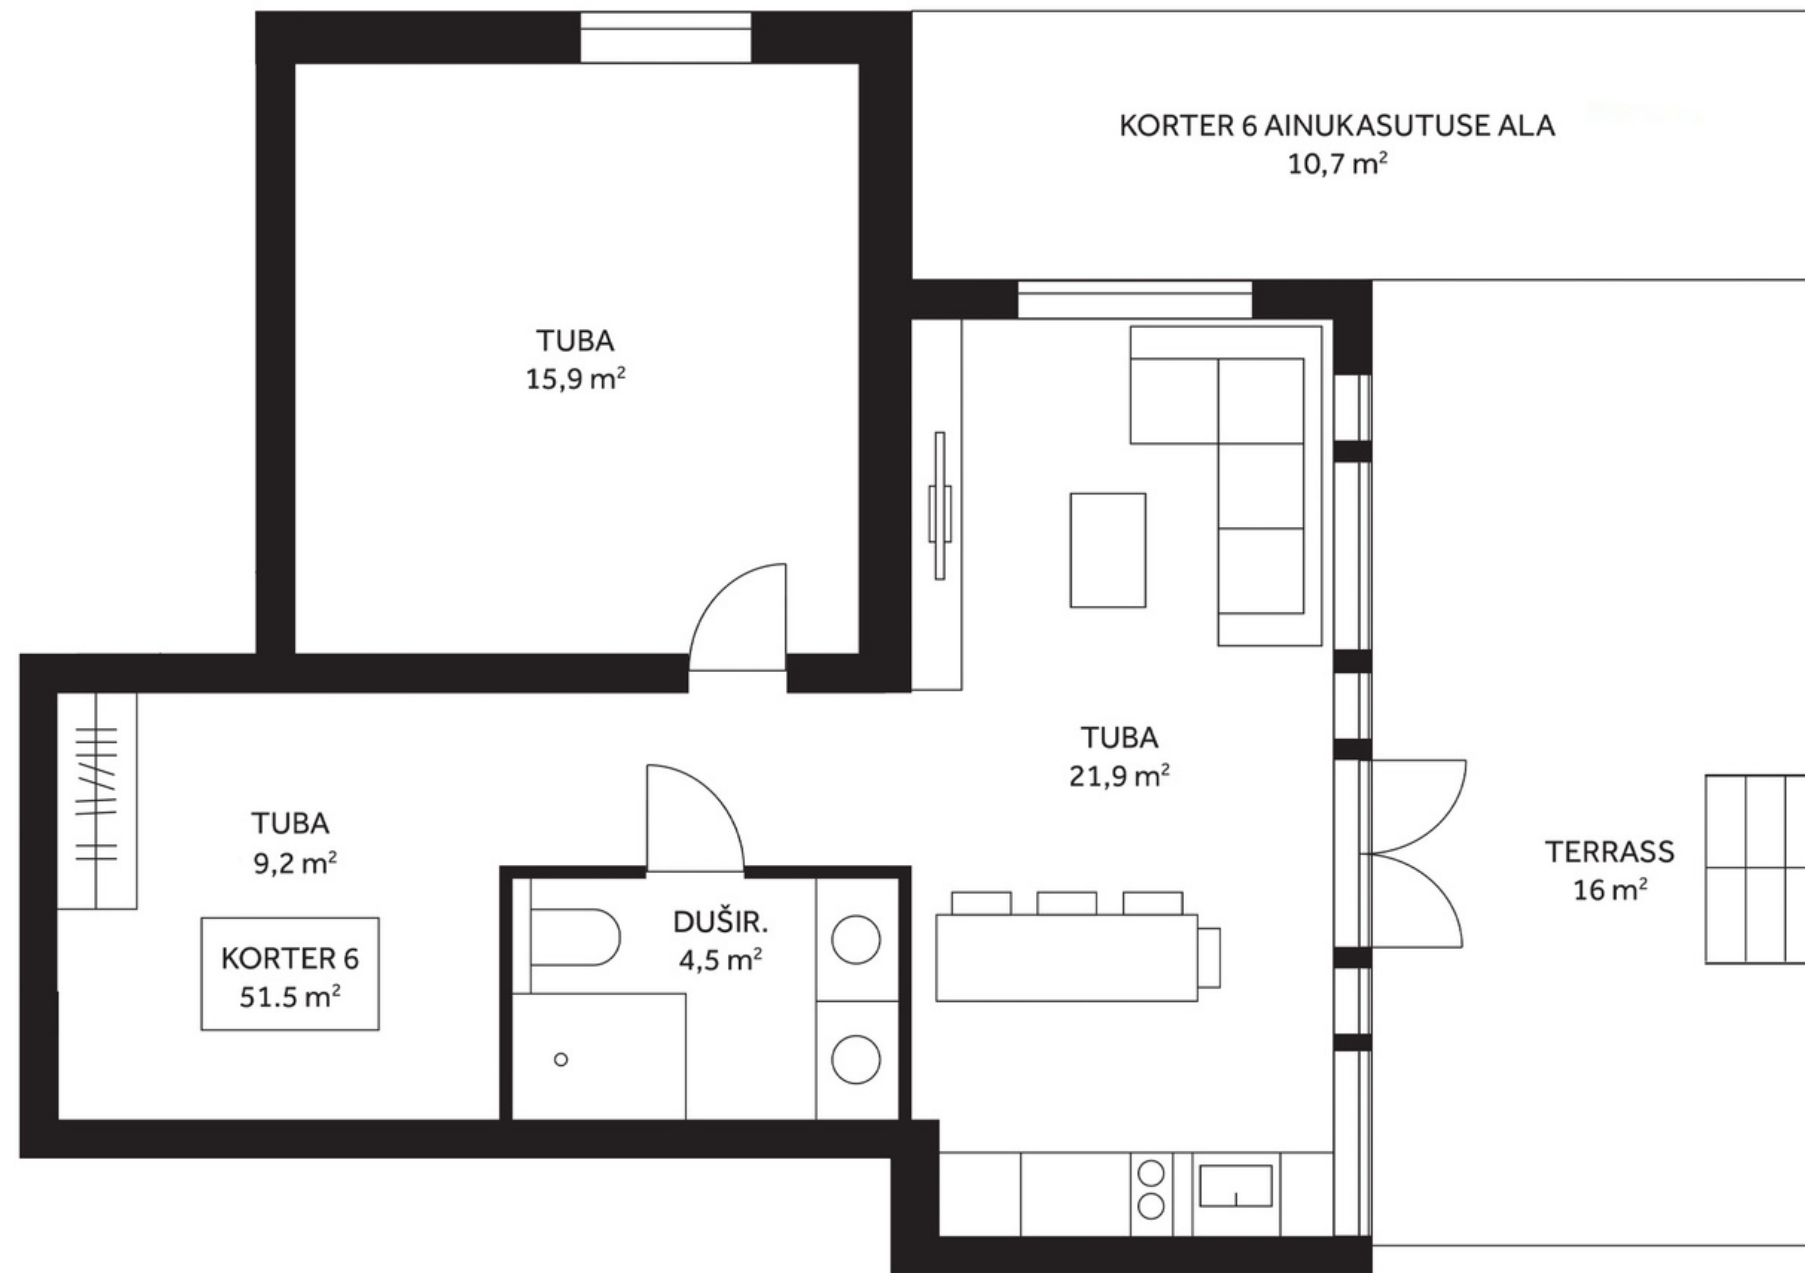 KORTER 6 AINUKASUTUSE ALA
10,7 m²
TUBA
15,9 m²
TUBA
21,9 m²
TUBA
9,2 m²
TERRASS
16 m²
DUŠIR.
4,5 m²
KORTER 6
51.5 m²